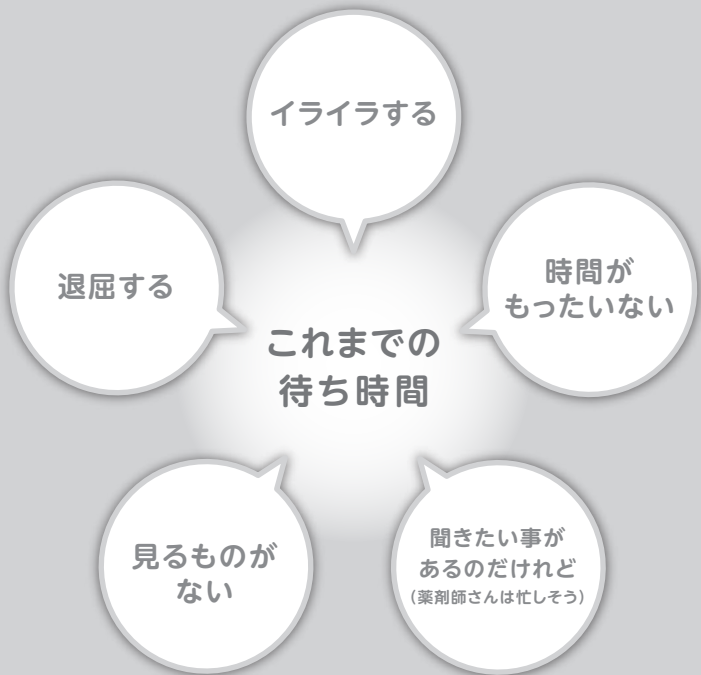 イライラする
退屈する
時間が
もったいない
これまでの
待ち時間
見るものが
ない
聞きたい事が
あるのだけれど
（薬剤師さんは忙しそう）